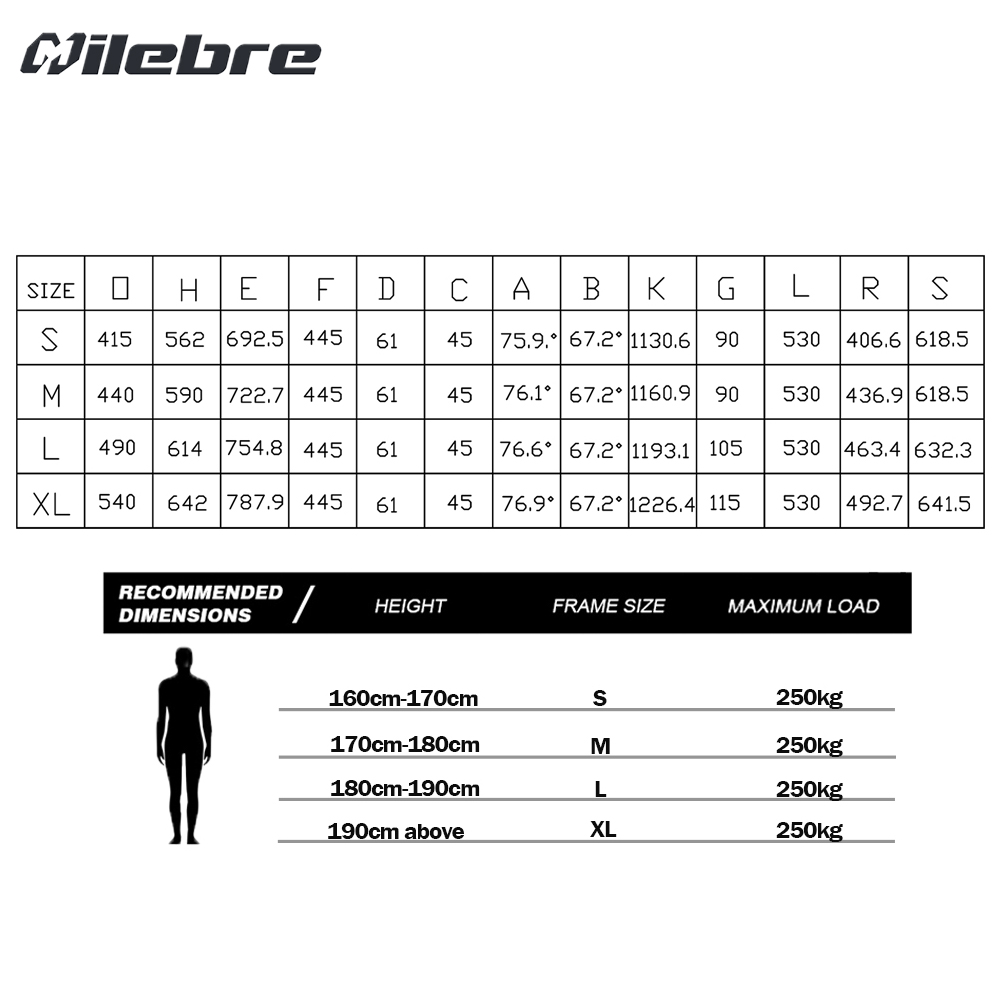 Milebre
SIZE O H E F D C A B K G L R S
S 415 562 692.5 445 61 45 75.9.° 67.2° 1130.6 90 530 406.6 618.5
M 440 590 722.7 445 61 45 76.1° 67.2° 1160.9 90 530 436.9 618.5
L 490 614 754.8 445 61 45 76.6° 67.2° 1193.1 105 530 463.4 632.3
XL 540 642 787.9 445 61 45 76.9° 67.2° 1226.4 115 530 492.7 641.5
RECOMMENDED
DIMENSIONS / HEIGHT FRAME SIZE MAXIMUM LOAD
160cm-170cm S 250kg
170cm-180cm M 250kg
180cm-190cm L 250kg
190cm above XL 250kg